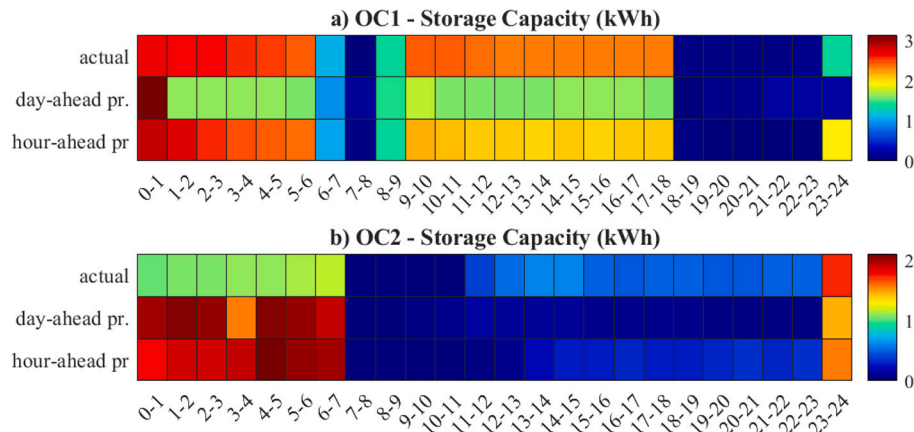 a) OC1 - Storage Capacity (kWh)
actual
day-ahead pr.
hour-ahead pr
3
2
1
0
0-1 1-2 2-3 3-4 4-5 5-6 6-7 7-8 8-9 9-10 10-11 11-12 12-13 13-14 14-15 15-16 16-17 17-18 18-19 19-20 20-21 21-22 22-23 23-24
b) OC2 - Storage Capacity (kWh)
actual
day-ahead pr.
hour-ahead pr
2
1
0
0-1 1-2 2-3 3-4 4-5 5-6 6-7 7-8 8-9 9-10 10-11 11-12 12-13 13-14 14-15 15-16 16-17 17-18 18-19 19-20 20-21 21-22 22-23 23-24